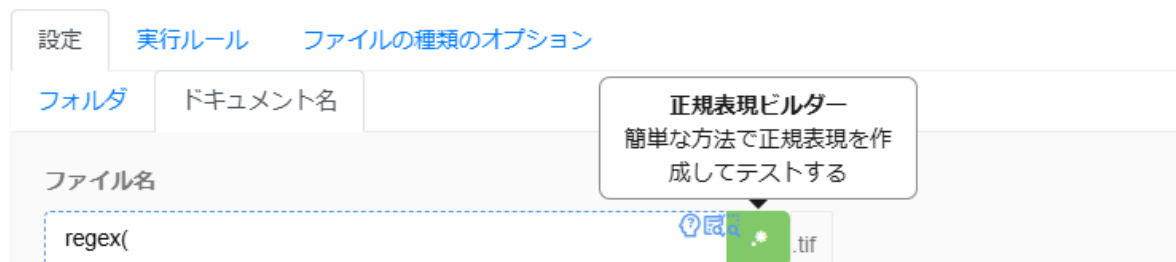 設定 実行ルール ファイルの種類のオプション
フォルダ ドキュメント名
正規表現ビルダー
簡単な方法で正規表現を作
成してテストする
ファイル名
regex(
.* .tif